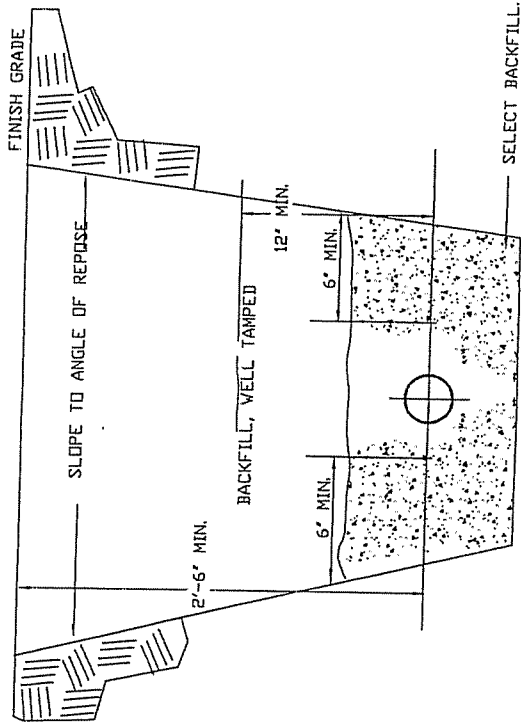 FINISH GRADE
SLOPE TO ANGLE OF REPOSE
2'-6" MIN.
BACKFILL, WELL TAMPED
12" MIN.
6" MIN.
6" MIN.
SELECT BACKFILL.